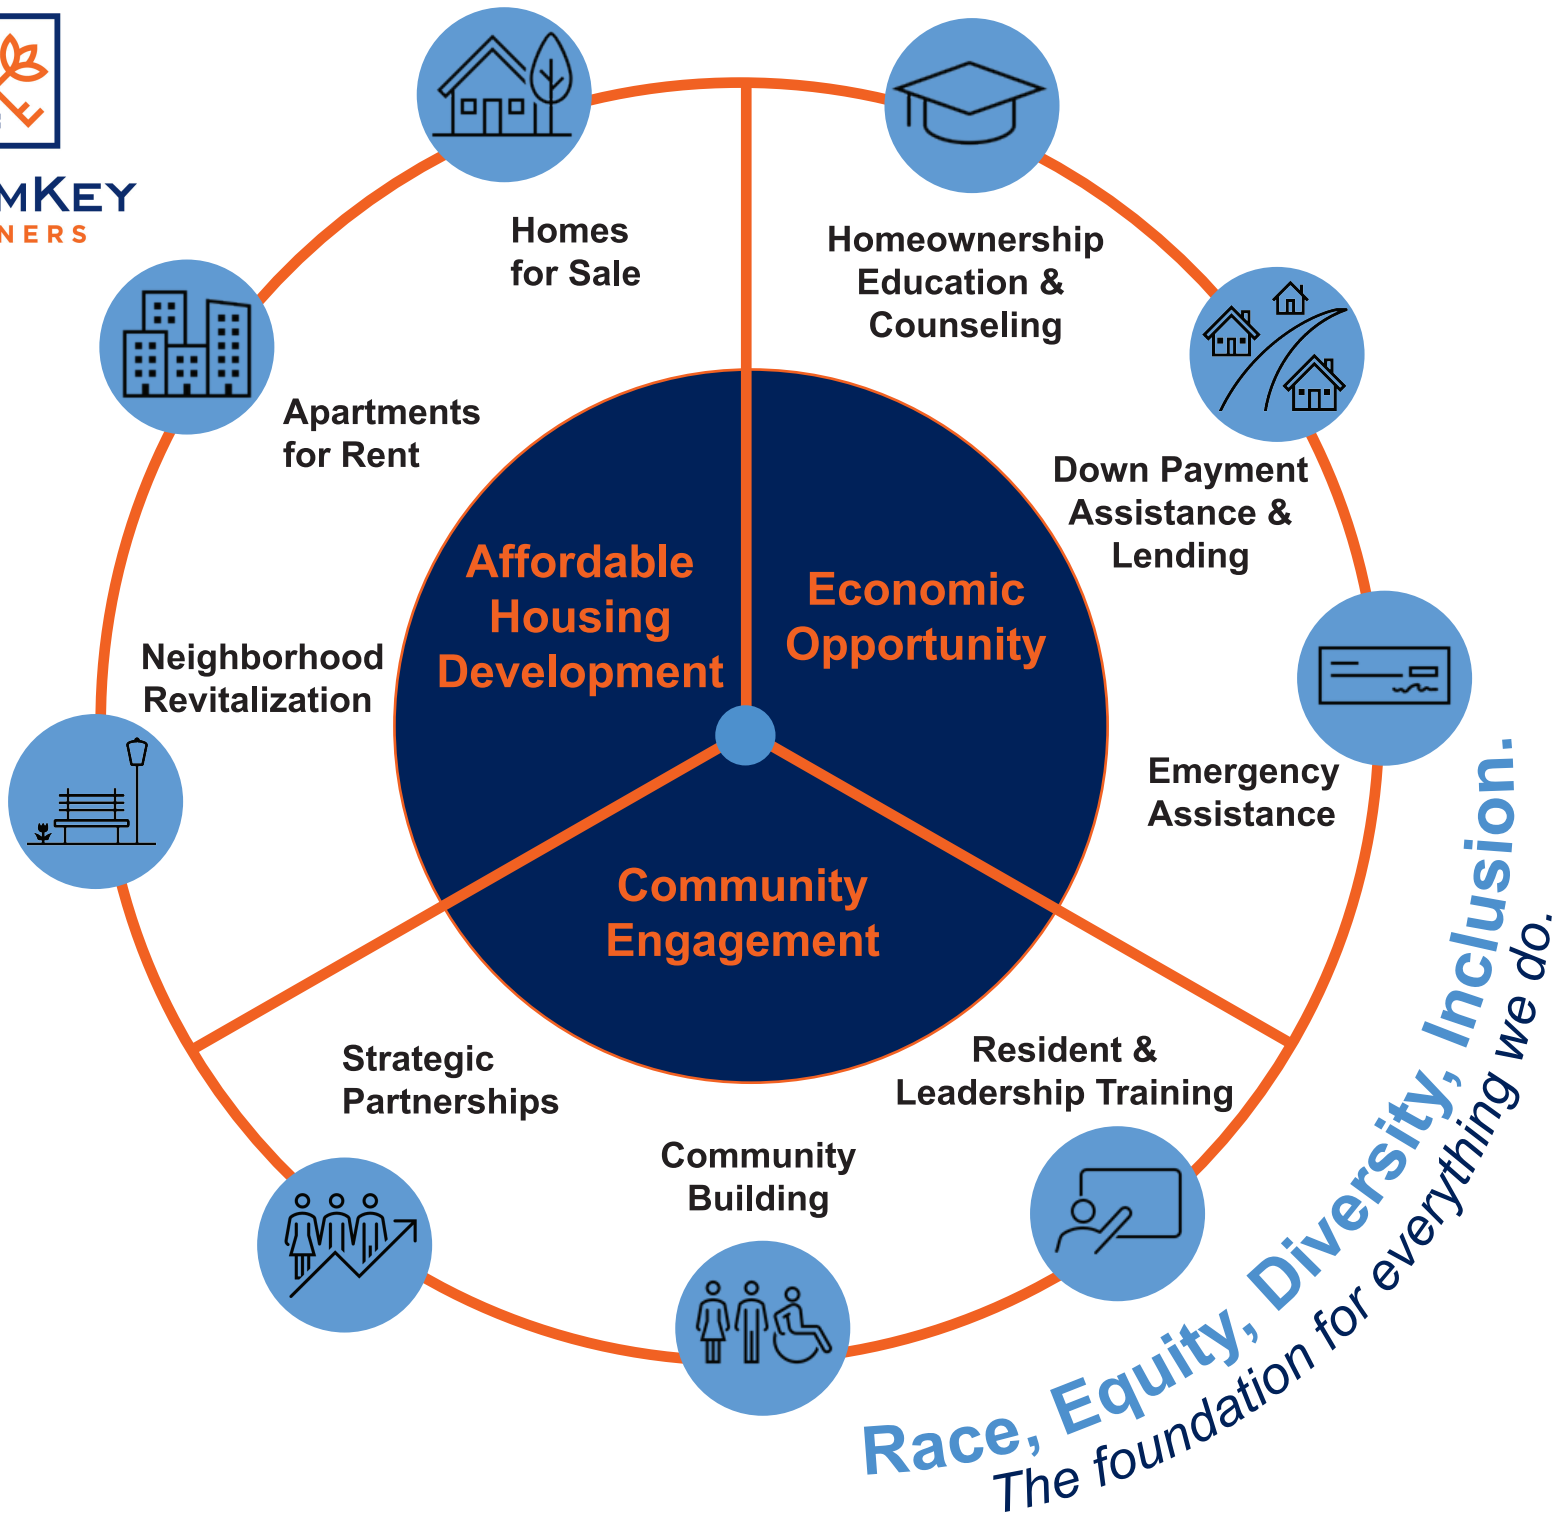 Homes
for Sale
Homeownership
Education &
Counseling
Apartments
for Rent
Down Payment
Assistance &
Lending
Affordable
Housing
Development
Economic
Opportunity
Neighborhood
Revitalization
Emergency
Assistance
Community
Engagement
Strategic
Partnerships
Resident &
Leadership Training
Community
Building
Race, Equity, Diversity, Inclusion.
The foundation for everything we do.